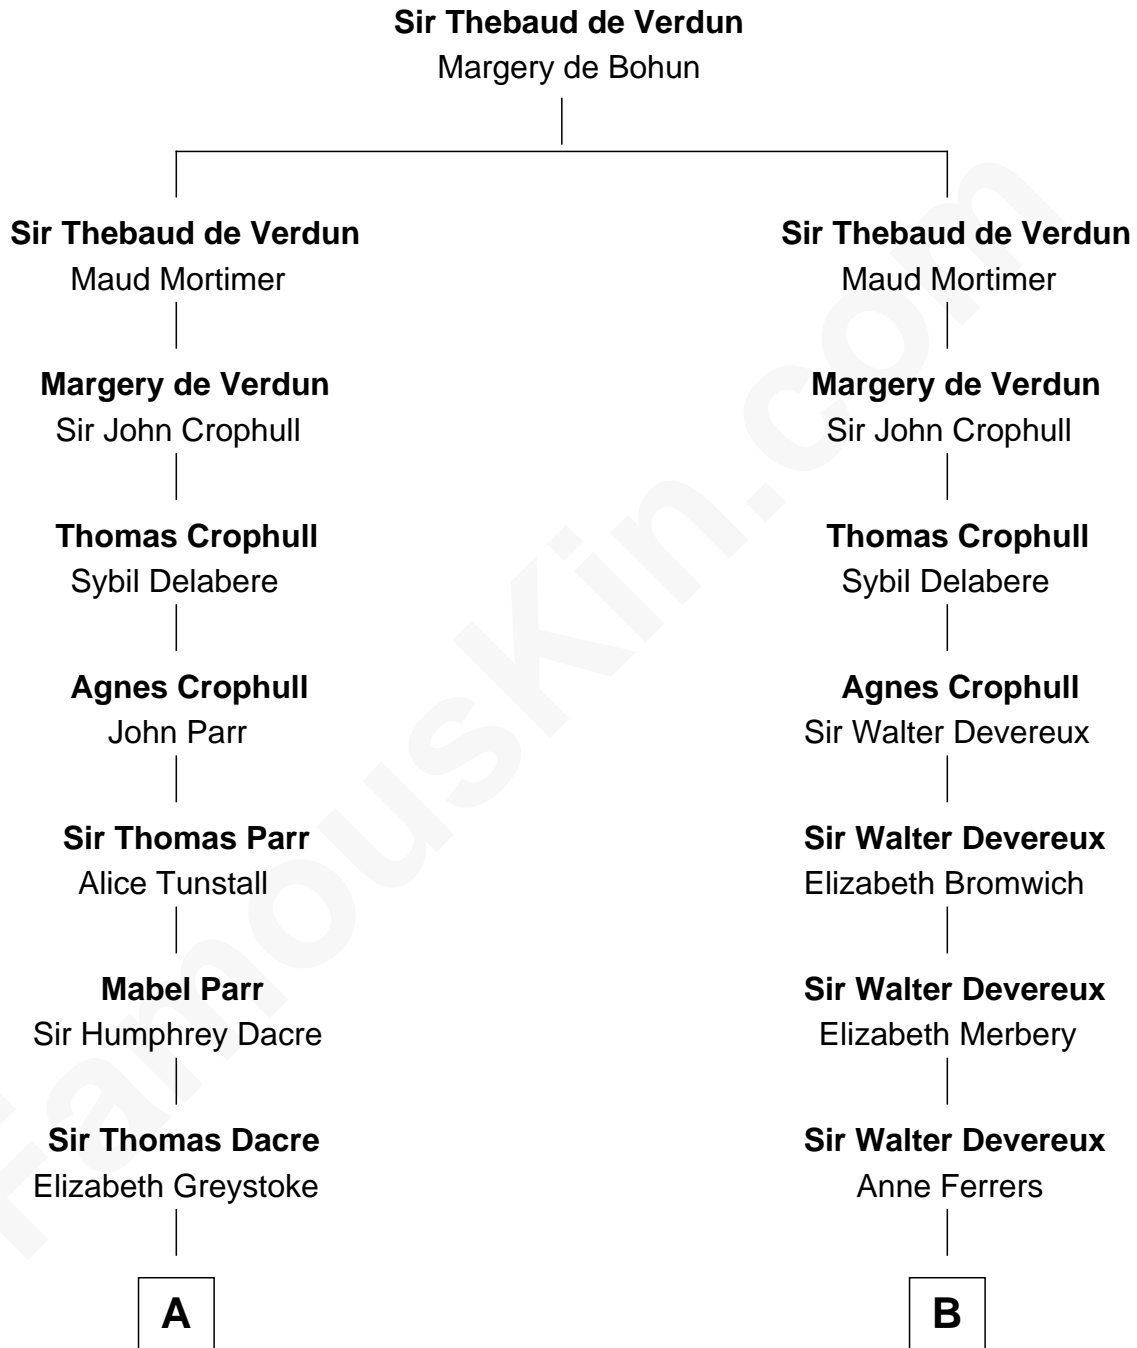 Sir Thebaud de Verdun
Margery de Bohun
Sir Thebaud de Verdun
Maud Mortimer
Margery de Verdun
Sir John Crophull
Thomas Crophull
Sybil Delabere
Agnes Crophull
John Parr
Sir Thomas Parr
Alice Tunstall
Mabel Parr
Sir Humphrey Dacre
Sir Thomas Dacre
Elizabeth Greystoke
A
Sir Thebaud de Verdun
Maud Mortimer
Margery de Verdun
Sir John Crophull
Thomas Crophull
Sybil Delabere
Agnes Crophull
Sir Walter Devereux
Sir Walter Devereux
Elizabeth Bromwich
Sir Walter Devereux
Elizabeth Merbery
Sir Walter Devereux
Anne Ferrers
B
FamousKin.com